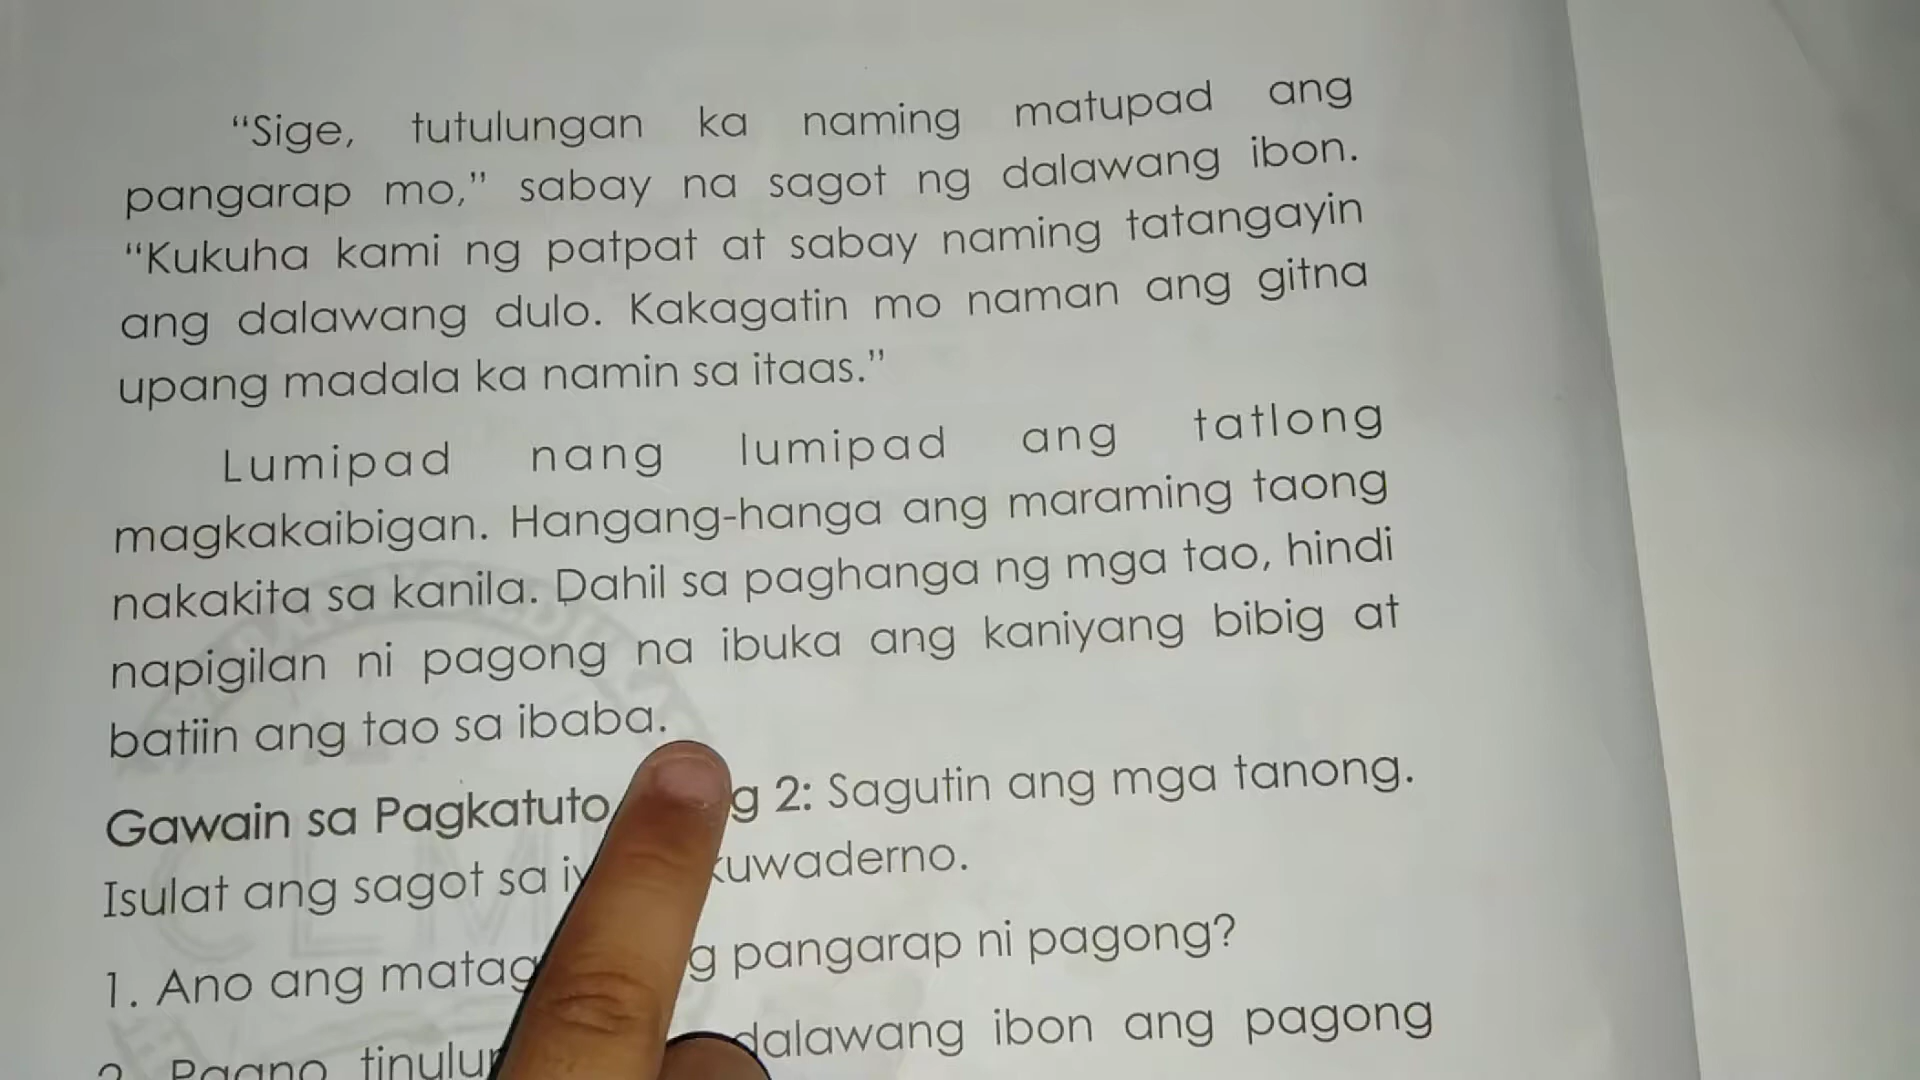 “Sige, tutulungan ka naming matupad ang
pangarap mo,” sabay na sagot ng dalawang ibon.
“Kukuha kami ng patpat at sabay naming tatangayin
ang dalawang dulo. Kakagatin mo naman ang gitna
upang madala ka namin sa itaas.”
Lumipad nang lumipad ang tatlong
magkakaibigan. Hangang-hanga ang maraming taong
nakakita sa kanila. Dahil sa paghanga ng mga tao, hindi
napigilan ni pagong na ibuka ang kaniyang bibig at
batiin ang tao sa ibaba.
Gawain sa Pagkatuto 2: Sagutin ang mga tanong.
Isulat ang sagot sa kuwaderno.
1. Ano ang pangarap ni pagong?
2. Paano dalawang ibon ang pagong